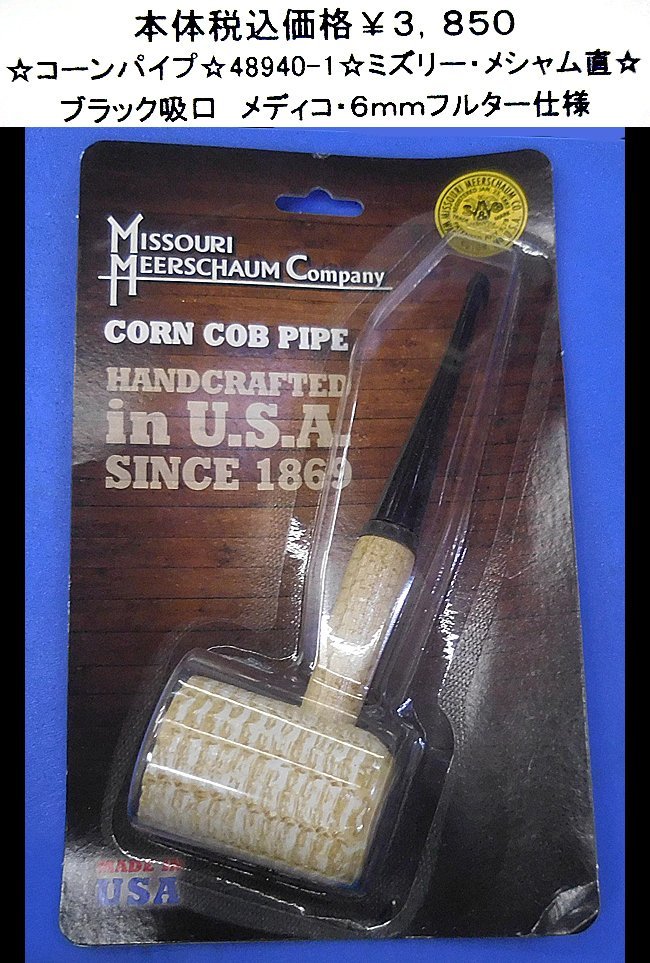 本体税込価格￥3，850
☆コーンパイプ☆48940-1☆ミズリー・メシャム直☆
ブラック吸口　メディコ・6mmフルター仕様
MISSOURI
MEERSCHAUM COMPANY
CORN COB PIPE
HANDCRAFTED
in U.S.A.
SINCE 1869
MISSOURI MEERSCHAUM CO.
MADE IN
USA